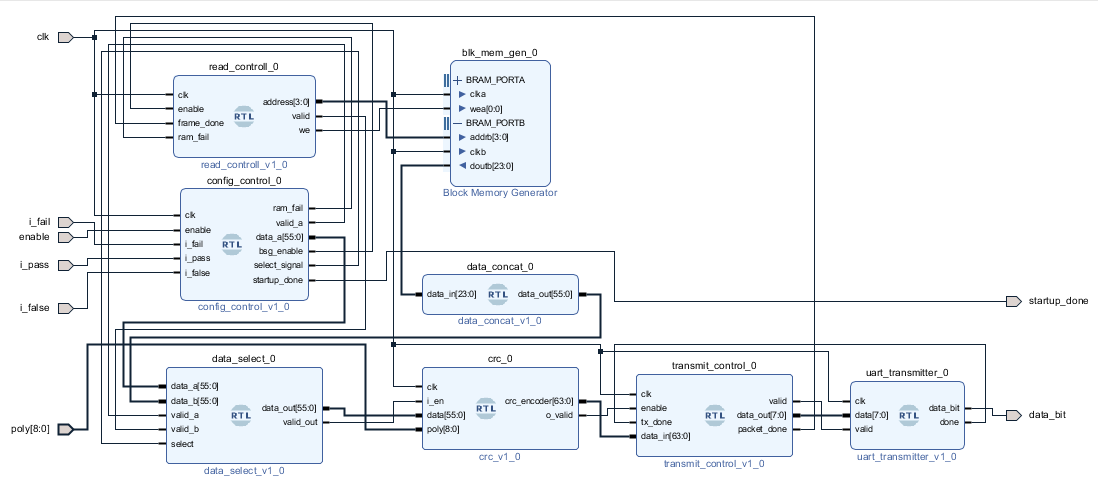 clk
i_fail
enable
i_pass
i_false
poly[8:0]
read_controll_0
clk
enable
frame_done
ram_fail
RTL
address[3:0]
valid
we
read_controll_v1_0
config_control_0
clk
enable
i_fail
i_pass
i_false
RTL
ram_fail
valid_a
data_a[55:0]
bsg_enable
select_signal
startup_done
config_control_v1_0
blk_mem_gen_0
BRAM_PORTA
clka
wea[0:0]
BRAM_PORTB
addrb[3:0]
clkb
doutb[23:0]
Block Memory Generator
data_concat_0
data_in[23:0]
RTL
data_out[55:0]
data_concat_v1_0
data_select_0
data_a[55:0]
data_b[55:0]
valid_a
valid_b
select
RTL
data_out[55:0]
valid_out
data_select_v1_0
crc_0
clk
i_en
data[55:0]
poly[8:0]
RTL
crc_encoder[63:0]
o_valid
crc_v1_0
transmit_control_0
clk
enable
tx_done
data_in[63:0]
RTL
valid
data_out[7:0]
packet_done
transmit_control_v1_0
uart_transmitter_0
clk
data[7:0]
valid
RTL
data_bit
done
uart_transmitter_v1_0
startup_done
data_bit